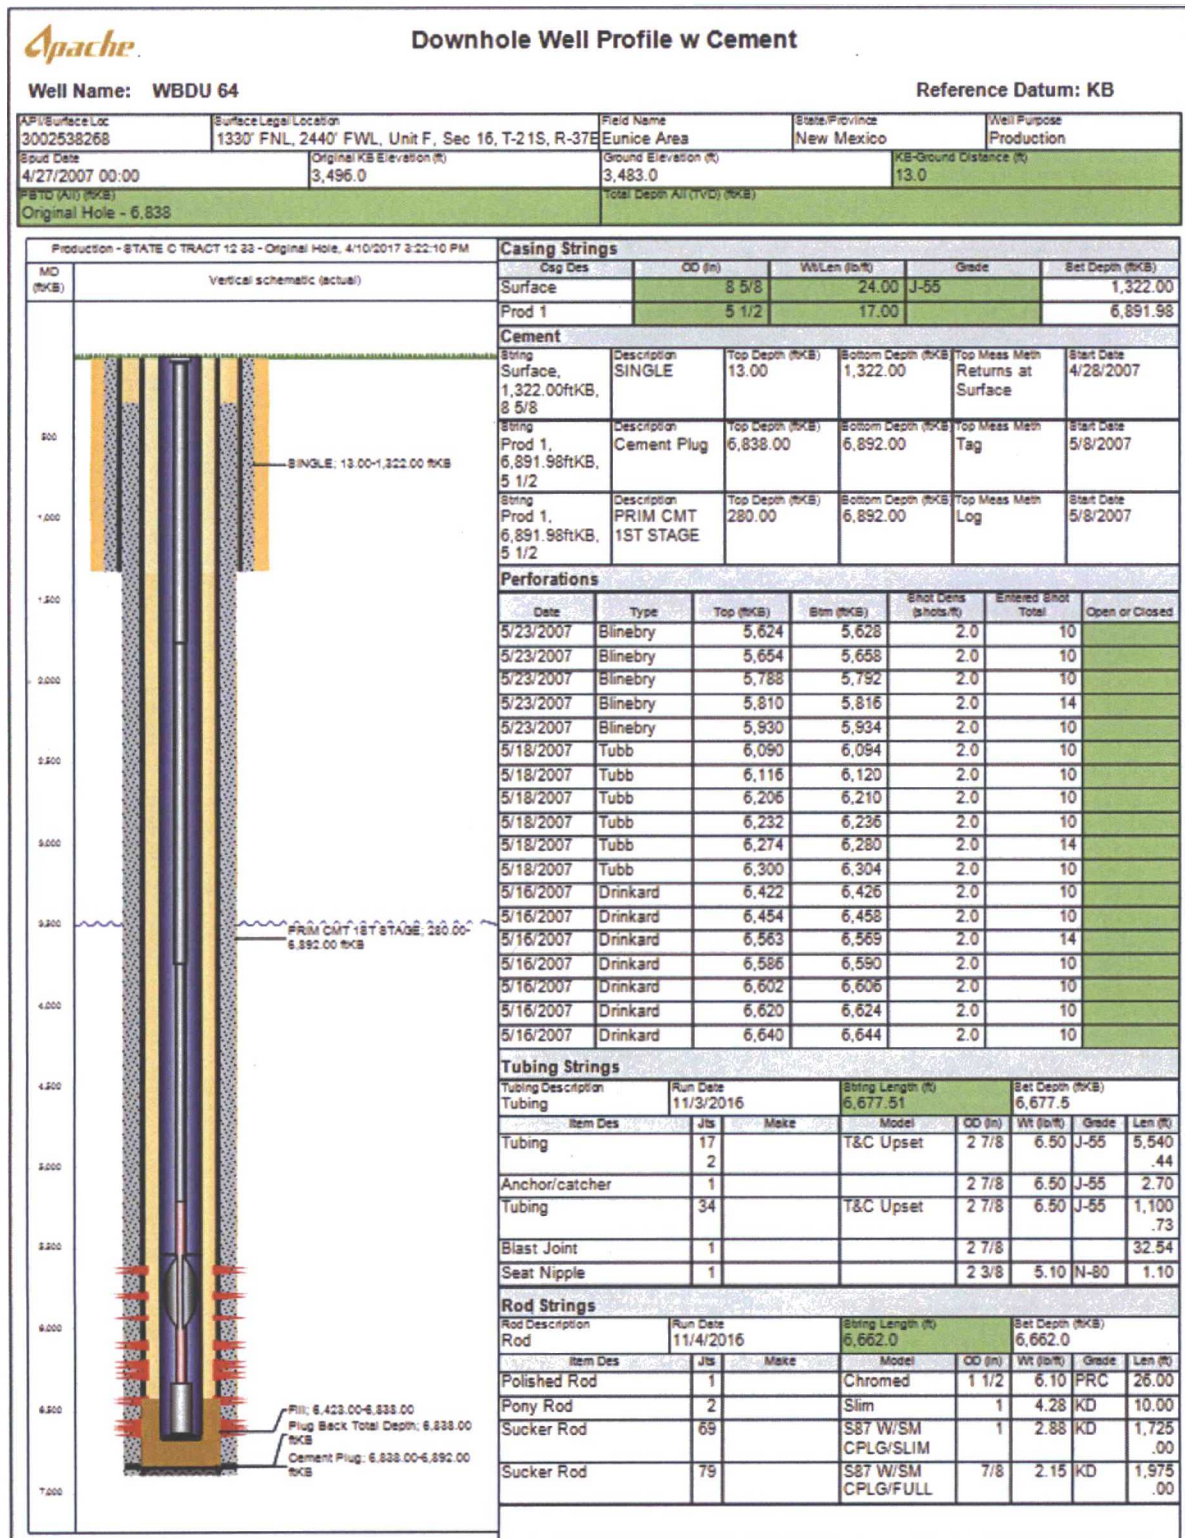 Apache
Downhole Well Profile w Cement
Well Name: WBDU 64
Reference Datum: KB
API/Surface Loc
3002538268
Surface Legal Location
1330' FNL, 2440' FWL, Unit F, Sec 16, T-21S, R-37E
Field Name
Eunice Area
State/Province
New Mexico
Well Purpose
Production
Spud Date
4/27/2007 00:00
Original KB Elevation (ft)
3,496.0
Ground Elevation (ft)
3,483.0
KB-Ground Distance (ft)
13.0
PBTD (All) (ftKB)
Original Hole - 6,838
Total Depth All (TVD) (ftKB)
Production - STATE C TRACT 12 33 - Original Hole, 4/10/2017 3:22:10 PM
MD (ftKB)
Vertical schematic (actual)
500
SINGLE; 13.00-1,322.00 ftKB
1,000
1,500
2,000
2,500
3,000
3,500
PRIM CMT 1ST STAGE; 280.00-
6,892.00 ftKB
4,000
4,500
5,000
5,500
6,000
6,500
Fill; 6,423.00-6,838.00
Plug Back Total Depth; 6,838.00
ftKB
Cement Plug; 6,838.00-6,892.00
ftKB
7,000
Casing Strings
Csg Des OD (in) Wt/Len (lb/ft) Grade Set Depth (ftKB)
Surface 8 5/8 24.00 J-55 1,322.00
Prod 1 5 1/2 17.00 6,891.98
Cement
String Description Top Depth (ftKB) Bottom Depth (ftKB) Top Meas Meth Start Date
Surface, SINGLE 13.00 1,322.00 Returns at 4/28/2007
1,322.00ftKB, Surface
8 5/8
String Description Top Depth (ftKB) Bottom Depth (ftKB) Top Meas Meth Start Date
Prod 1, Cement Plug 6,838.00 6,892.00 Tag 5/8/2007
6,891.98ftKB,
5 1/2
String Description Top Depth (ftKB) Bottom Depth (ftKB) Top Meas Meth Start Date
Prod 1, PRIM CMT 280.00 6,892.00 Log 5/8/2007
6,891.98ftKB, 1ST STAGE
5 1/2
Perforations
Date Type Top (ftKB) Btm (ftKB) Shot Dens (shots/ft) Entered Shot Total Open or Closed
5/23/2007 Blinebry 5,624 5,628 2.0 10
5/23/2007 Blinebry 5,654 5,658 2.0 10
5/23/2007 Blinebry 5,788 5,792 2.0 10
5/23/2007 Blinebry 5,810 5,816 2.0 14
5/23/2007 Blinebry 5,930 5,934 2.0 10
5/18/2007 Tubb 6,090 6,094 2.0 10
5/18/2007 Tubb 6,116 6,120 2.0 10
5/18/2007 Tubb 6,206 6,210 2.0 10
5/18/2007 Tubb 6,232 6,236 2.0 10
5/18/2007 Tubb 6,274 6,280 2.0 14
5/18/2007 Tubb 6,300 6,304 2.0 10
5/16/2007 Drinkard 6,422 6,426 2.0 10
5/16/2007 Drinkard 6,454 6,458 2.0 10
5/16/2007 Drinkard 6,563 6,569 2.0 14
5/16/2007 Drinkard 6,586 6,590 2.0 10
5/16/2007 Drinkard 6,602 6,606 2.0 10
5/16/2007 Drinkard 6,620 6,624 2.0 10
5/16/2007 Drinkard 6,640 6,644 2.0 10
Tubing Strings
Tubing Description Run Date String Length (ft) Set Depth (ftKB)
Tubing 11/3/2016 6,677.51 6,677.5
Item Des Jts Make Model OD (in) Wt (lb/ft) Grade Len (ft)
Tubing 17 T&C Upset 2 7/8 6.50 J-55 5,540
2 .44
Anchor/catcher 1 2 7/8 6.50 J-55 2.70
Tubing 34 T&C Upset 2 7/8 6.50 J-55 1,100
.73
Blast Joint 1 2 7/8 32.54
Seat Nipple 1 2 3/8 5.10 N-80 1.10
Rod Strings
Rod Description Run Date String Length (ft) Set Depth (ftKB)
Rod 11/4/2016 6,662.0 6,662.0
Item Des Jts Make Model OD (in) Wt (lb/ft) Grade Len (ft)
Polished Rod 1 Chromed 1 1/2 6.10 PRC 26.00
Pony Rod 2 Slim 1 4.28 KD 10.00
Sucker Rod 69 S87 W/SM 1 2.88 KD 1,725
CPLG/SLIM .00
Sucker Rod 79 S87 W/SM 7/8 2.15 KD 1,975
CPLG/FULL .00